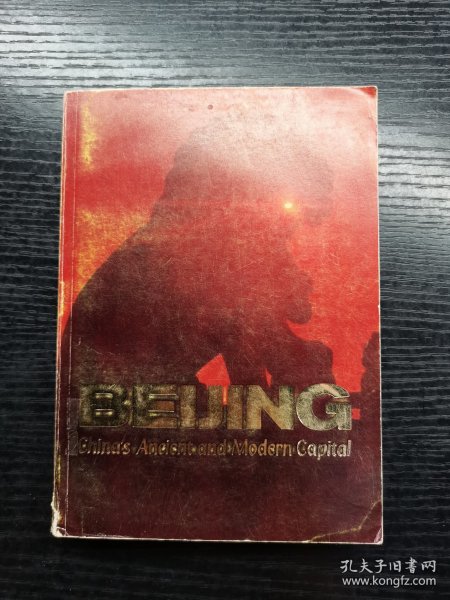 BEIJING
China's Ancient and Modern Capital
孔夫子旧书网
www.kongfz.com